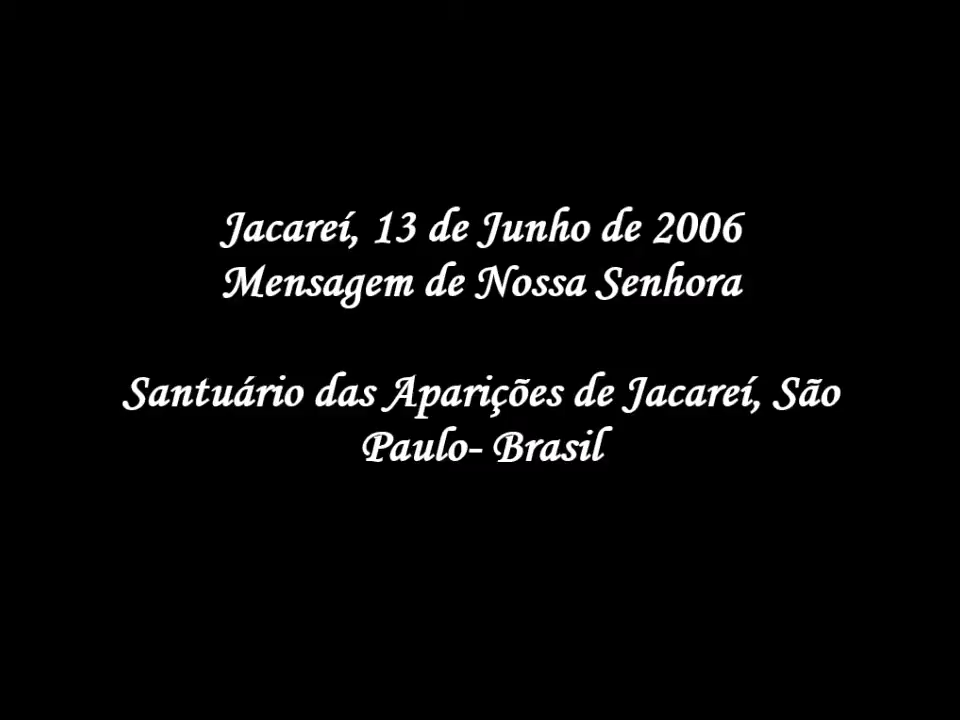 Jacareí, 13 de Junho de 2006
Mensagem de Nossa Senhora
Santuário das Aparições de Jacareí, São
Paulo- Brasil